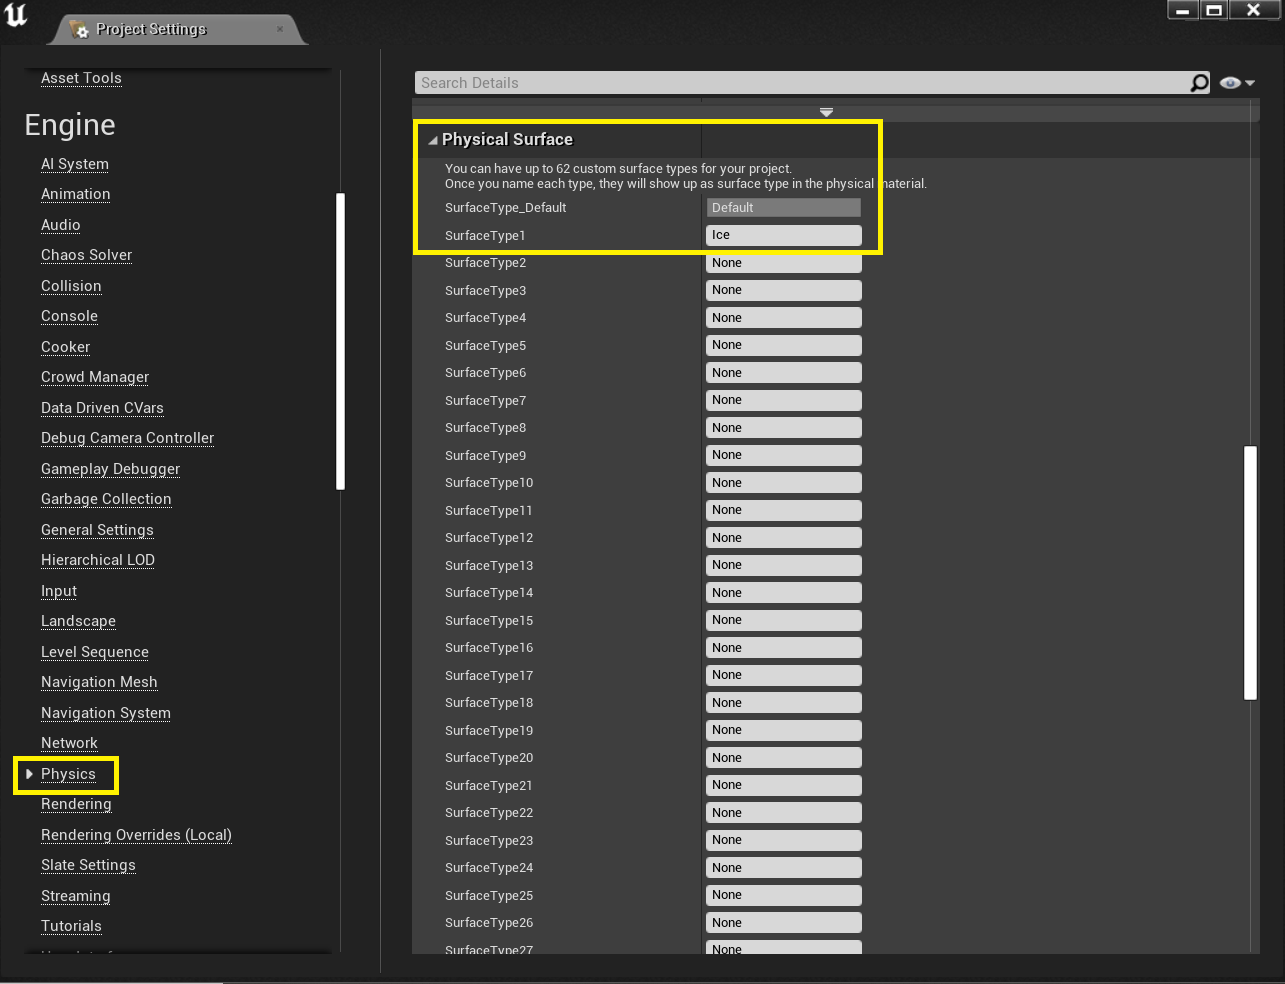 Project Settings
Asset Tools
Engine
AI System
Animation
Audio
Chaos Solver
Collision
Console
Cooker
Crowd Manager
Data Driven CVars
Debug Camera Controller
Gameplay Debugger
Garbage Collection
General Settings
Hierarchical LOD
Input
Landscape
Level Sequence
Navigation Mesh
Navigation System
Network
Physics
Rendering
Rendering Overrides (Local)
Slate Settings
Streaming
Tutorials
Search Details
Physical Surface
You can have up to 62 custom surface types for your project.
Once you name each type, they will show up as surface type in the physical material.
SurfaceType_Default Default
SurfaceType1 Ice
SurfaceType2 None
SurfaceType3 None
SurfaceType4 None
SurfaceType5 None
SurfaceType6 None
SurfaceType7 None
SurfaceType8 None
SurfaceType9 None
SurfaceType10 None
SurfaceType11 None
SurfaceType12 None
SurfaceType13 None
SurfaceType14 None
SurfaceType15 None
SurfaceType16 None
SurfaceType17 None
SurfaceType18 None
SurfaceType19 None
SurfaceType20 None
SurfaceType21 None
SurfaceType22 None
SurfaceType23 None
SurfaceType24 None
SurfaceType25 None
SurfaceType26 None
SurfaceType27 None